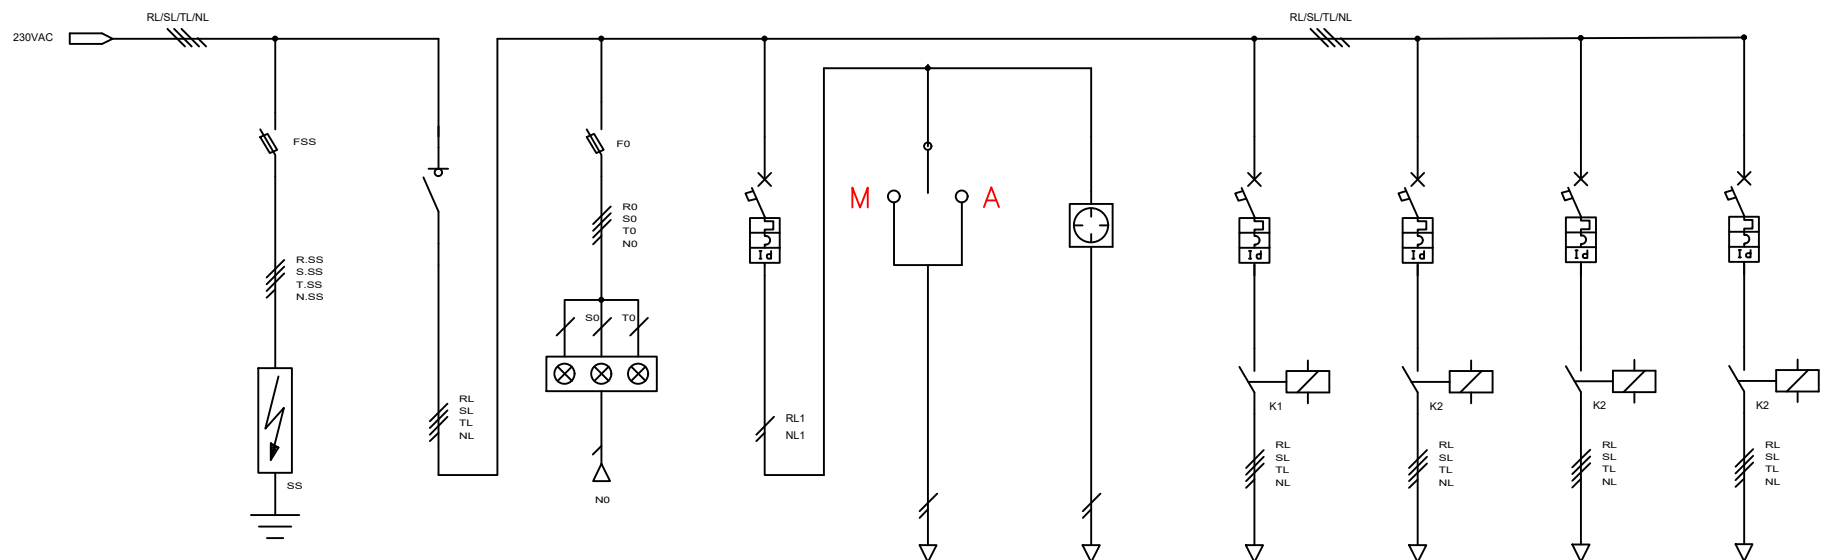 RL/SL/TL/NL
RL/SL/TL/NL
230VAC
FSS
F0
M
A
R0
S0
T0
N0
Id
Id
Id
Id
Id
R.SS
S.SS
T.SS
N.SS
S0
T0
K1
K2
K2
K2
RL
SL
TL
NL
RL1
NL1
RL
SL
TL
NL
RL
SL
TL
NL
RL
SL
TL
NL
RL
SL
TL
NL
SS
N0